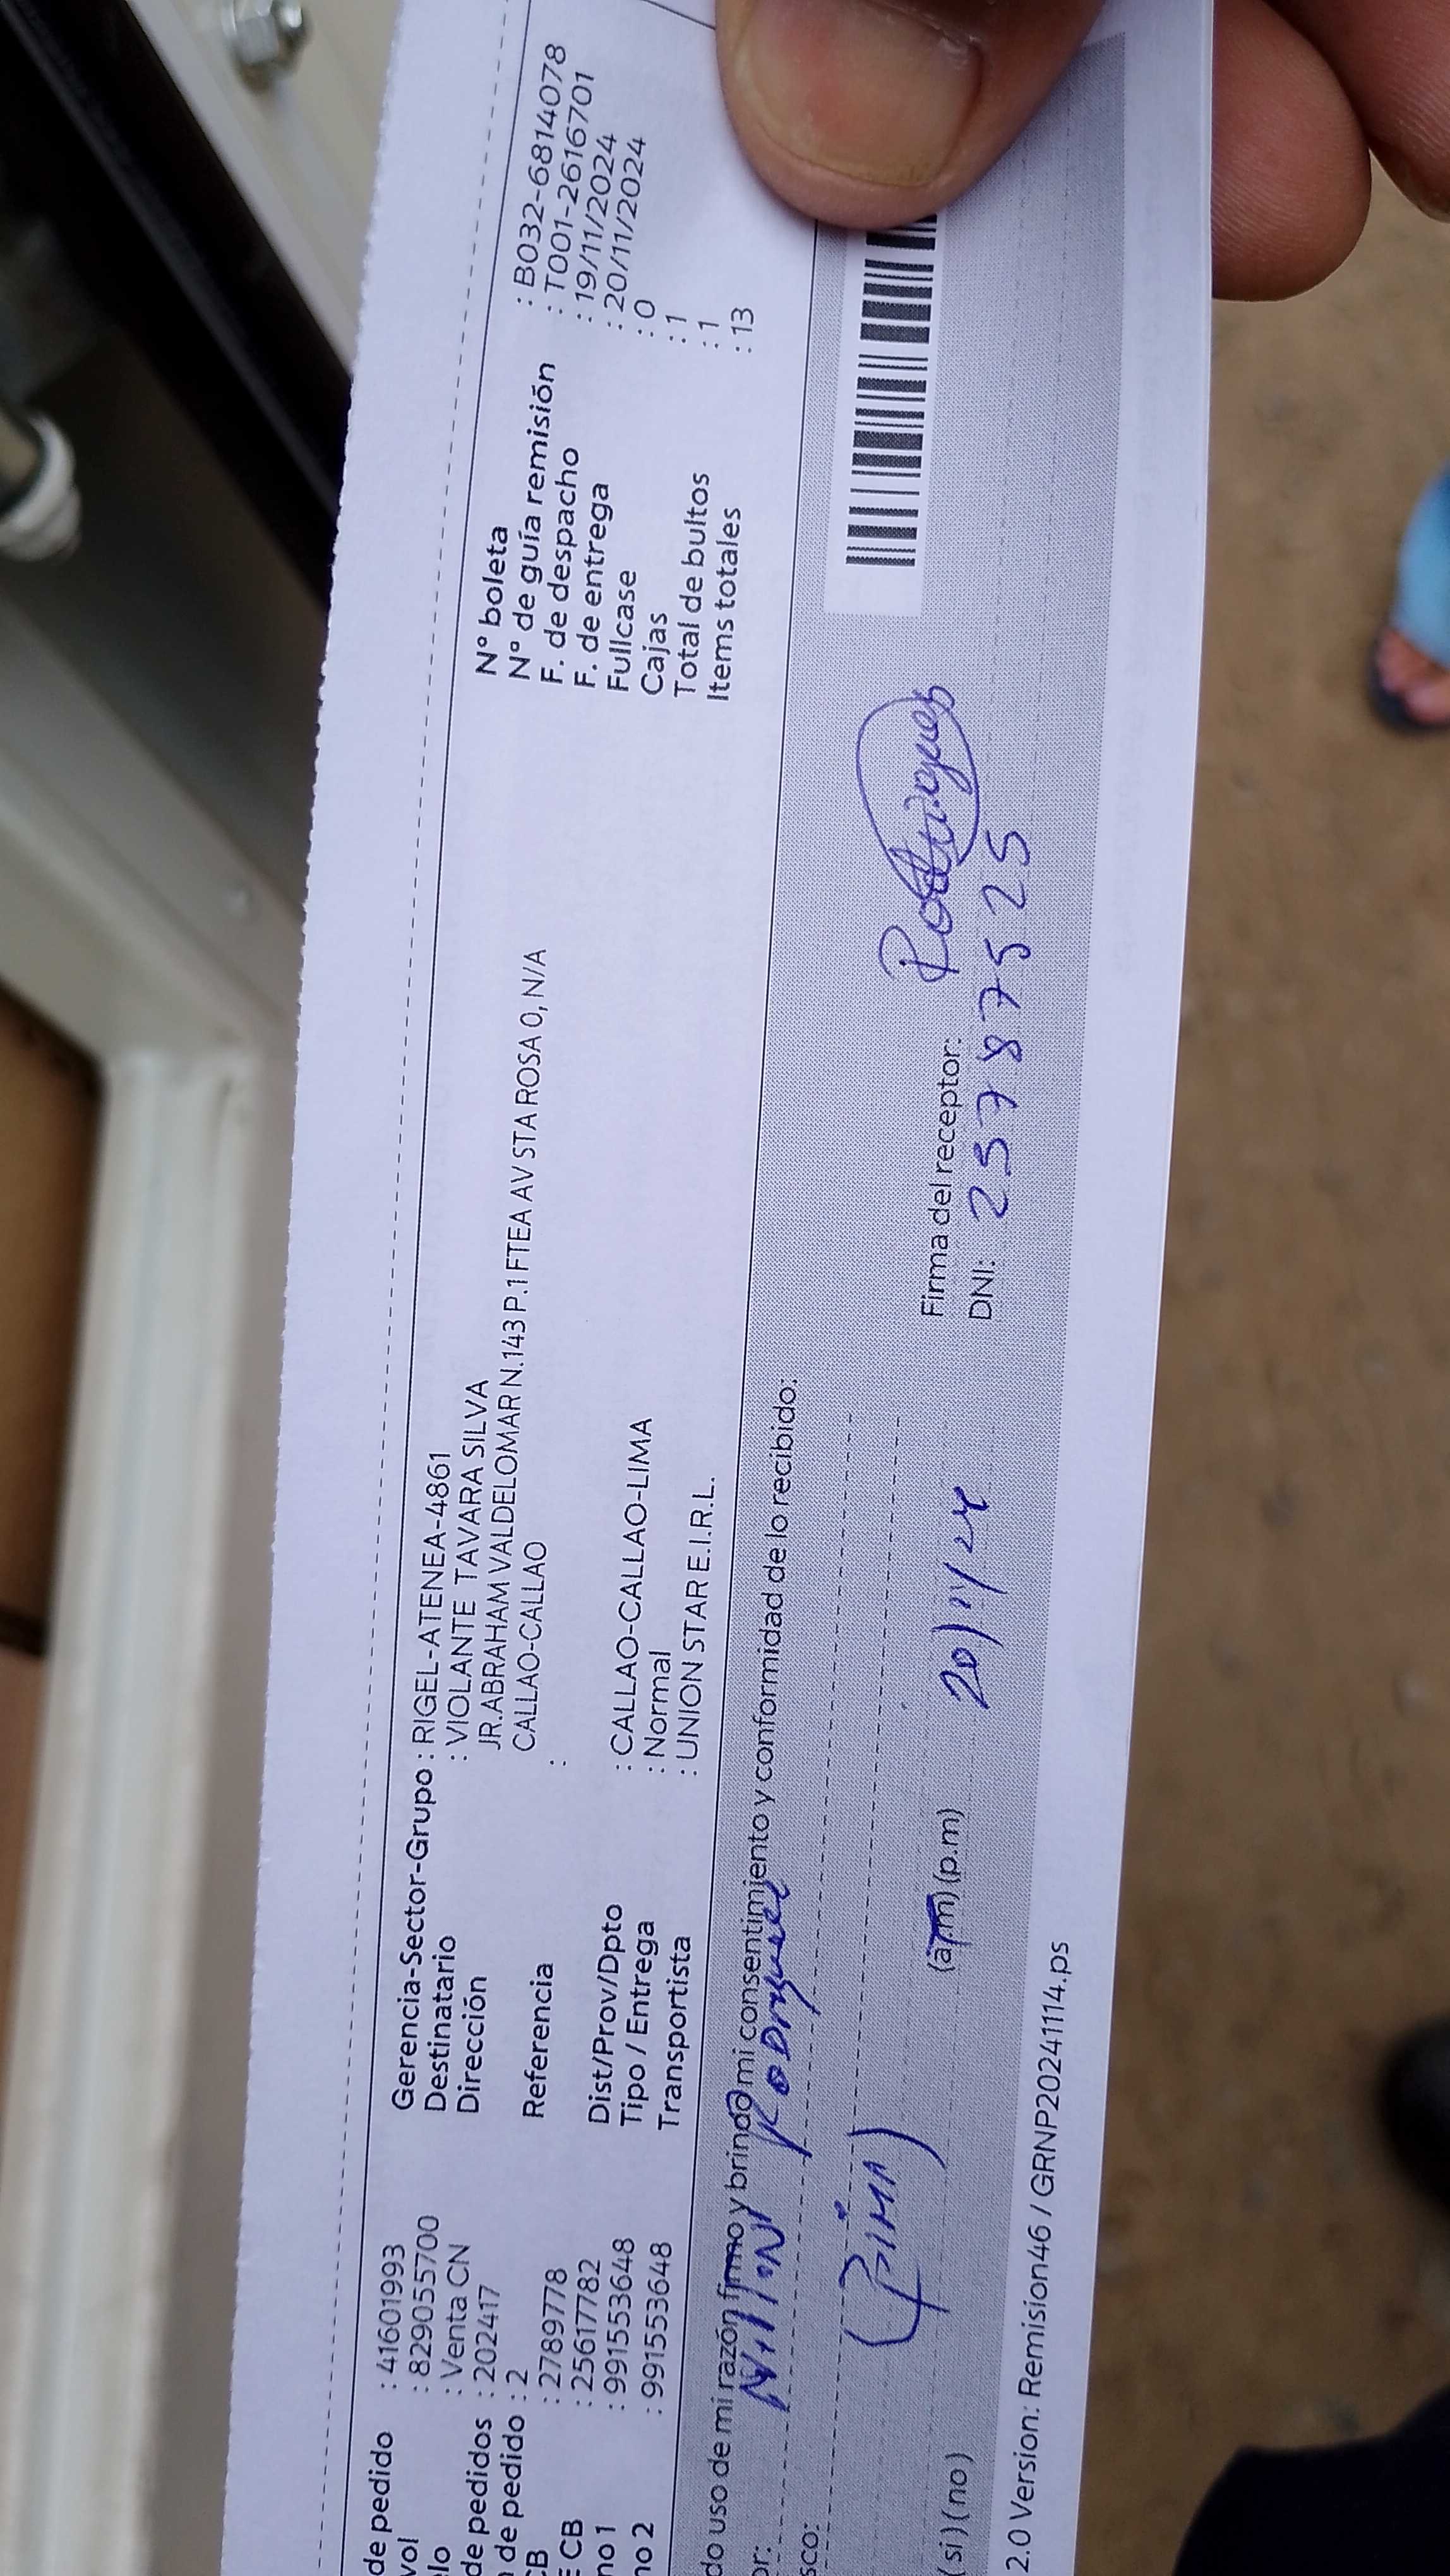 de pedido : 41601993
vol : 829055700
lo : Venta CN
de pedidos : 202417
de pedido : 2
CB : 2789778
E CB : 25617782
no 1 : 991553648
no 2 : 991553648
Gerencia-Sector-Grupo : RIGEL-ATENEA-4861
Destinatario : VIOLANTE TAVARA SILVA
Dirección JR.ABRAHAM VALDELOMAR N.143 P.1 FTEA AV STA ROSA 0, N/A
CALLAO-CALLAO
Referencia :
Dist/Prov/Dpto : CALLAO-CALLAO-LIMA
Tipo / Entrega : Normal
Transportista : UNION STAR E.I.R.L.
N° boleta : B032-6814078
N° de guía remisión : T001-2616701
F. de despacho : 19/11/2024
F. de entrega : 20/11/2024
Fullcase : 0
Cajas : 1
Total de bultos : 1
Items totales : 13
do uso de mi razón firmo y brindo mi consentimiento y conformidad de lo recibido:
or: Rodriguez
sco:
(si) (no) (a.m) (p.m) 20/11/24
Firma del receptor: Rodriguez
DNI: 25787525
2.0 Version: Remision46 / GRNP20241114.ps